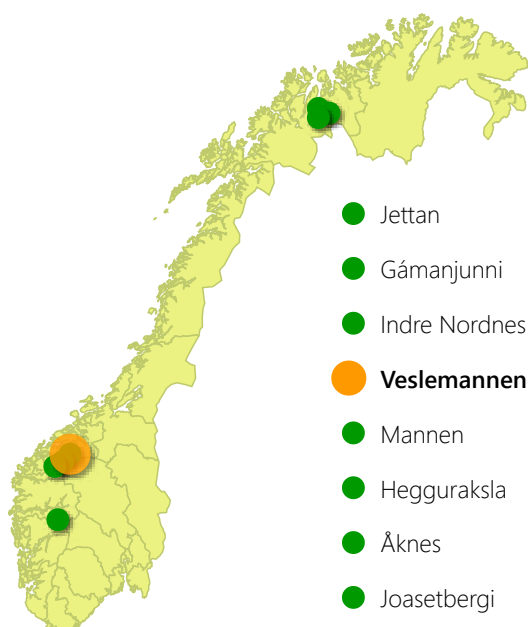 Jettan
Gámanjunni
Indre Nordnes
Veslemannen
Mannen
Hegguraksla
Åknes
Joasetbergi